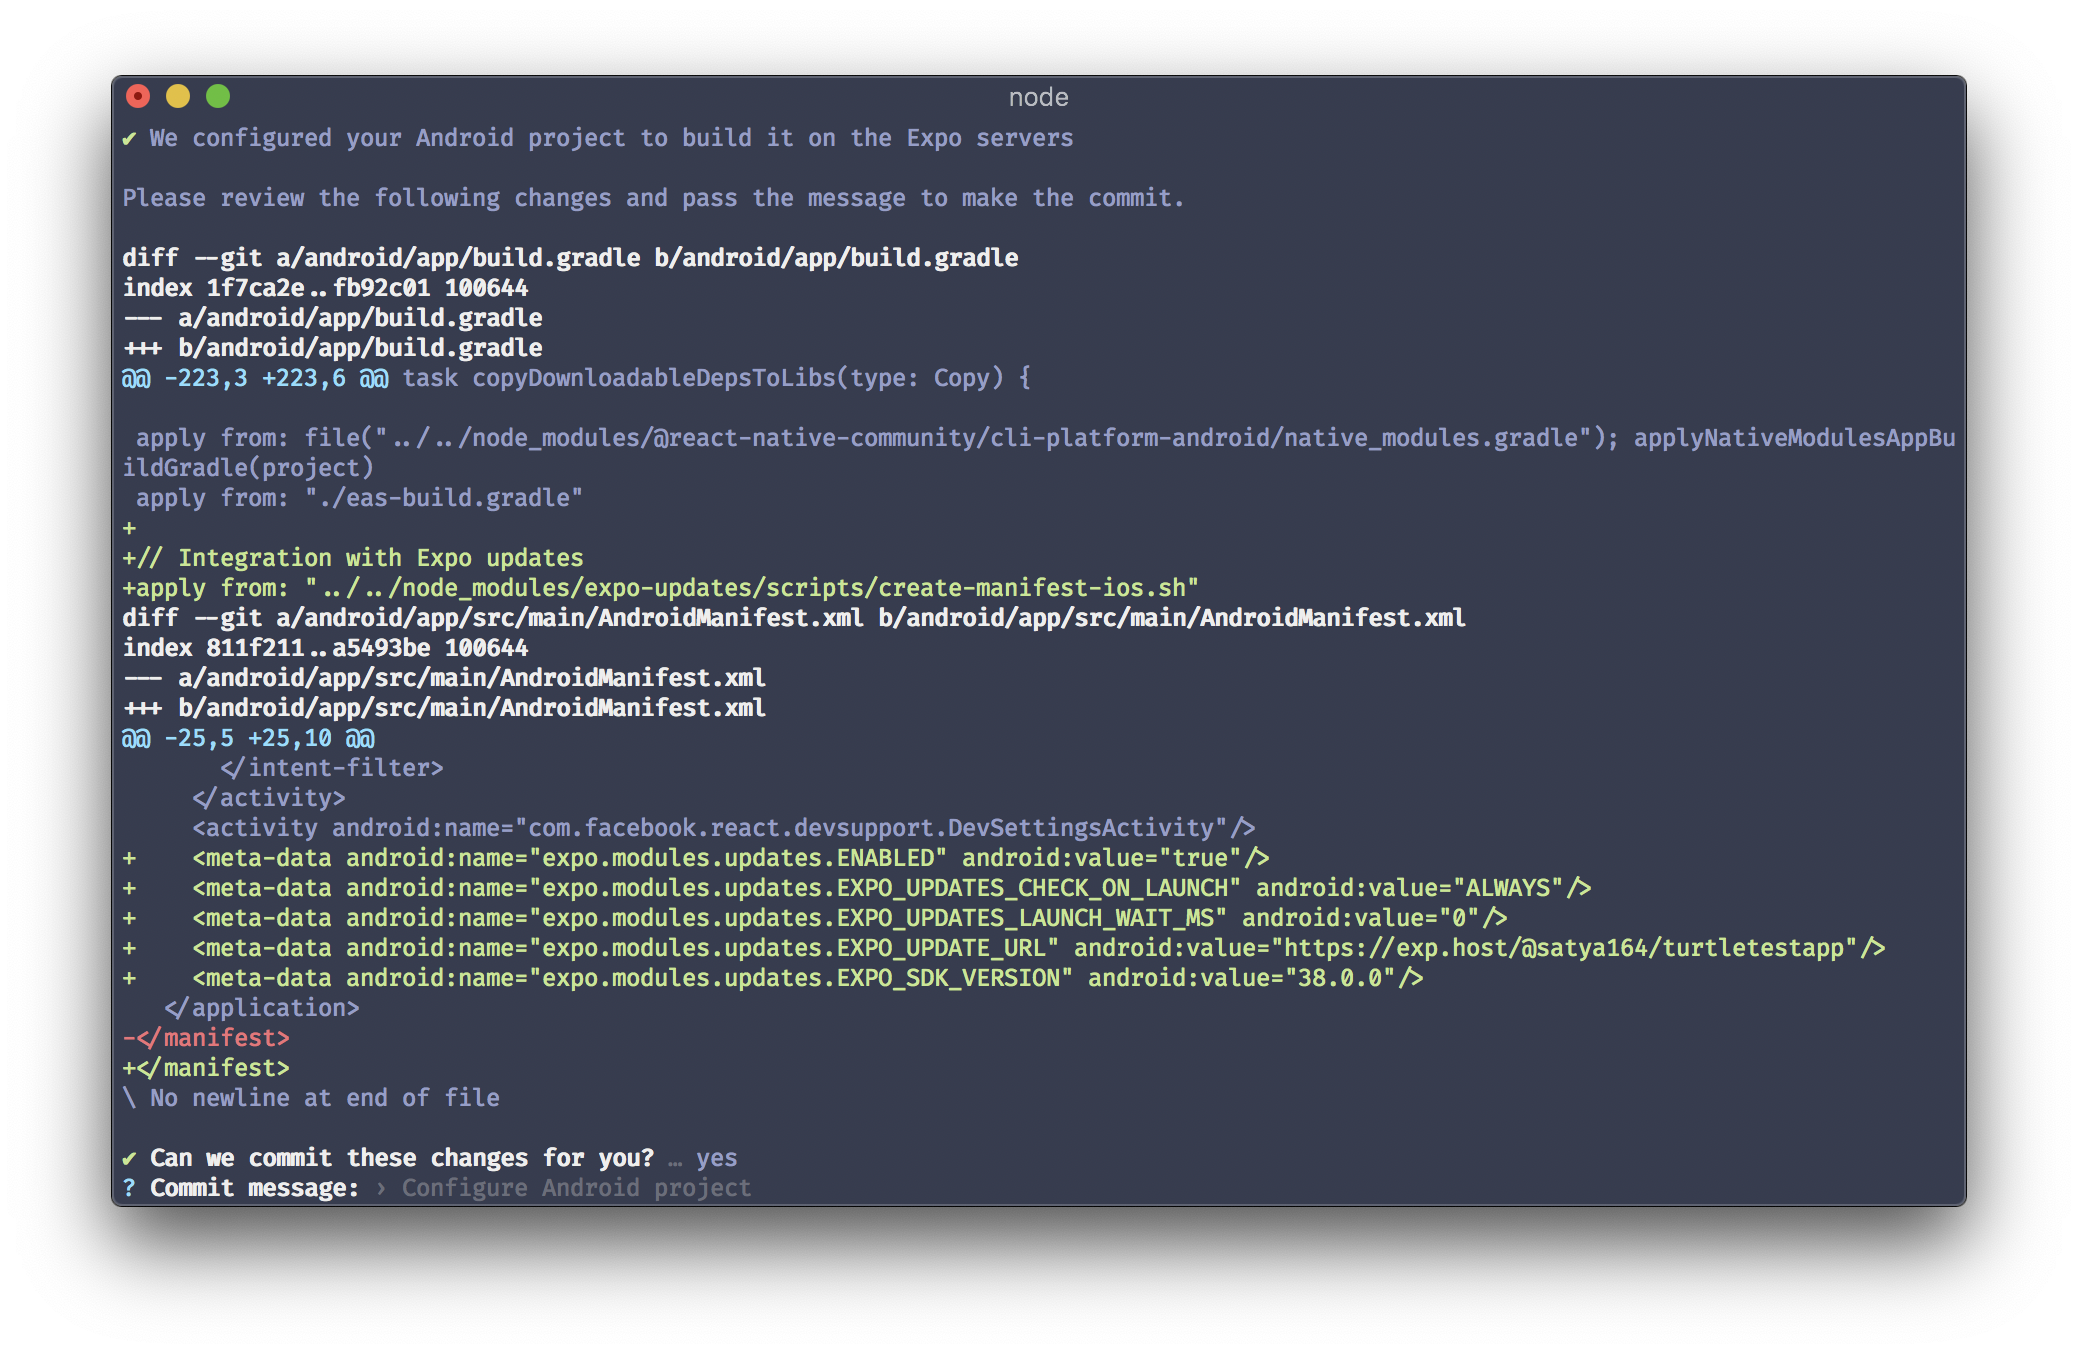 node
✔ We configured your Android project to build it on the Expo servers
Please review the following changes and pass the message to make the commit.
diff --git a/android/app/build.gradle b/android/app/build.gradle
index 1f7ca2e..fb92c01 100644
--- a/android/app/build.gradle
+++ b/android/app/build.gradle
@@ -223,3 +223,6 @@ task copyDownloadableDepsToLibs(type: Copy) {
 apply from: file("../../node_modules/@react-native-community/cli-platform-android/native_modules.gradle"); applyNativeModulesAppBu
ildGradle(project)
 apply from: "./eas-build.gradle"
+
+// Integration with Expo updates
+apply from: "../../node_modules/expo-updates/scripts/create-manifest-ios.sh"
diff --git a/android/app/src/main/AndroidManifest.xml b/android/app/src/main/AndroidManifest.xml
index 811f211..a5493be 100644
--- a/android/app/src/main/AndroidManifest.xml
+++ b/android/app/src/main/AndroidManifest.xml
@@ -25,5 +25,10 @@
       </intent-filter>
     </activity>
     <activity android:name="com.facebook.react.devsupport.DevSettingsActivity"/>
+    <meta-data android:name="expo.modules.updates.ENABLED" android:value="true"/>
+    <meta-data android:name="expo.modules.updates.EXPO_UPDATES_CHECK_ON_LAUNCH" android:value="ALWAYS"/>
+    <meta-data android:name="expo.modules.updates.EXPO_UPDATES_LAUNCH_WAIT_MS" android:value="0"/>
+    <meta-data android:name="expo.modules.updates.EXPO_UPDATE_URL" android:value="https://exp.host/@satya164/turtletestapp"/>
+    <meta-data android:name="expo.modules.updates.EXPO_SDK_VERSION" android:value="38.0.0"/>
   </application>
-</manifest>
+</manifest>
\ No newline at end of file
✔ Can we commit these changes for you? … yes
? Commit message: › Configure Android project